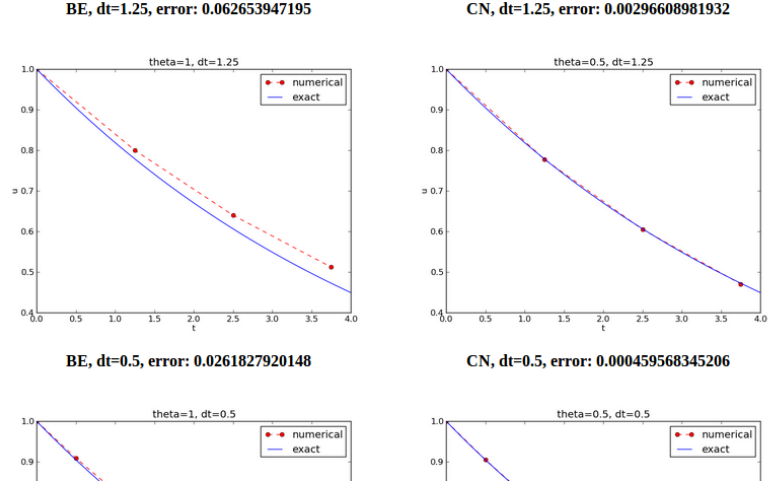 BE, dt=1.25, error: 0.062653947195
CN, dt=1.25, error: 0.00296608981932
theta=1, dt=1.25
numerical
exact
1.0
0.9
0.8
u
0.7
0.6
0.5
0.4
0.0 0.5 1.0 1.5 2.0 2.5 3.0 3.5 4.0
t
theta=0.5, dt=1.25
numerical
exact
1.0
0.9
0.8
u
0.7
0.6
0.5
0.4
0.0 0.5 1.0 1.5 2.0 2.5 3.0 3.5 4.0
t
BE, dt=0.5, error: 0.0261827920148
CN, dt=0.5, error: 0.000459568345206
theta=1, dt=0.5
numerical
exact
1.0
0.9
theta=0.5, dt=0.5
numerical
exact
1.0
0.9